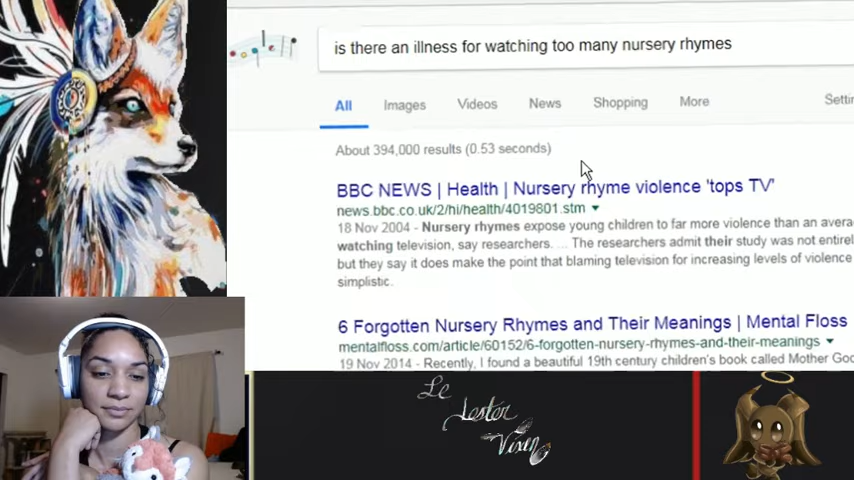 is there an illness for watching too many nursery rhymes
All Images Videos News Shopping More
About 394,000 results (0.53 seconds)
BBC NEWS | Health | Nursery rhyme violence 'tops TV'
news.bbc.co.uk/2/hi/health/4019801.stm
18 Nov 2004 - Nursery rhymes expose young children to far more violence than an
watching television, say researchers. ... The researchers admit their study was not
but they say it does make the point that blaming television for increasing levels of violence
simplistic.
6 Forgotten Nursery Rhymes and Their Meanings | Mental Floss
mentalfloss.com/article/60152/6-forgotten-nursery-rhymes-and-their-meanings
19 Nov 2014 - Recently, I found a beautiful 19th century children's book called Mother
Le
Lester
Vixen